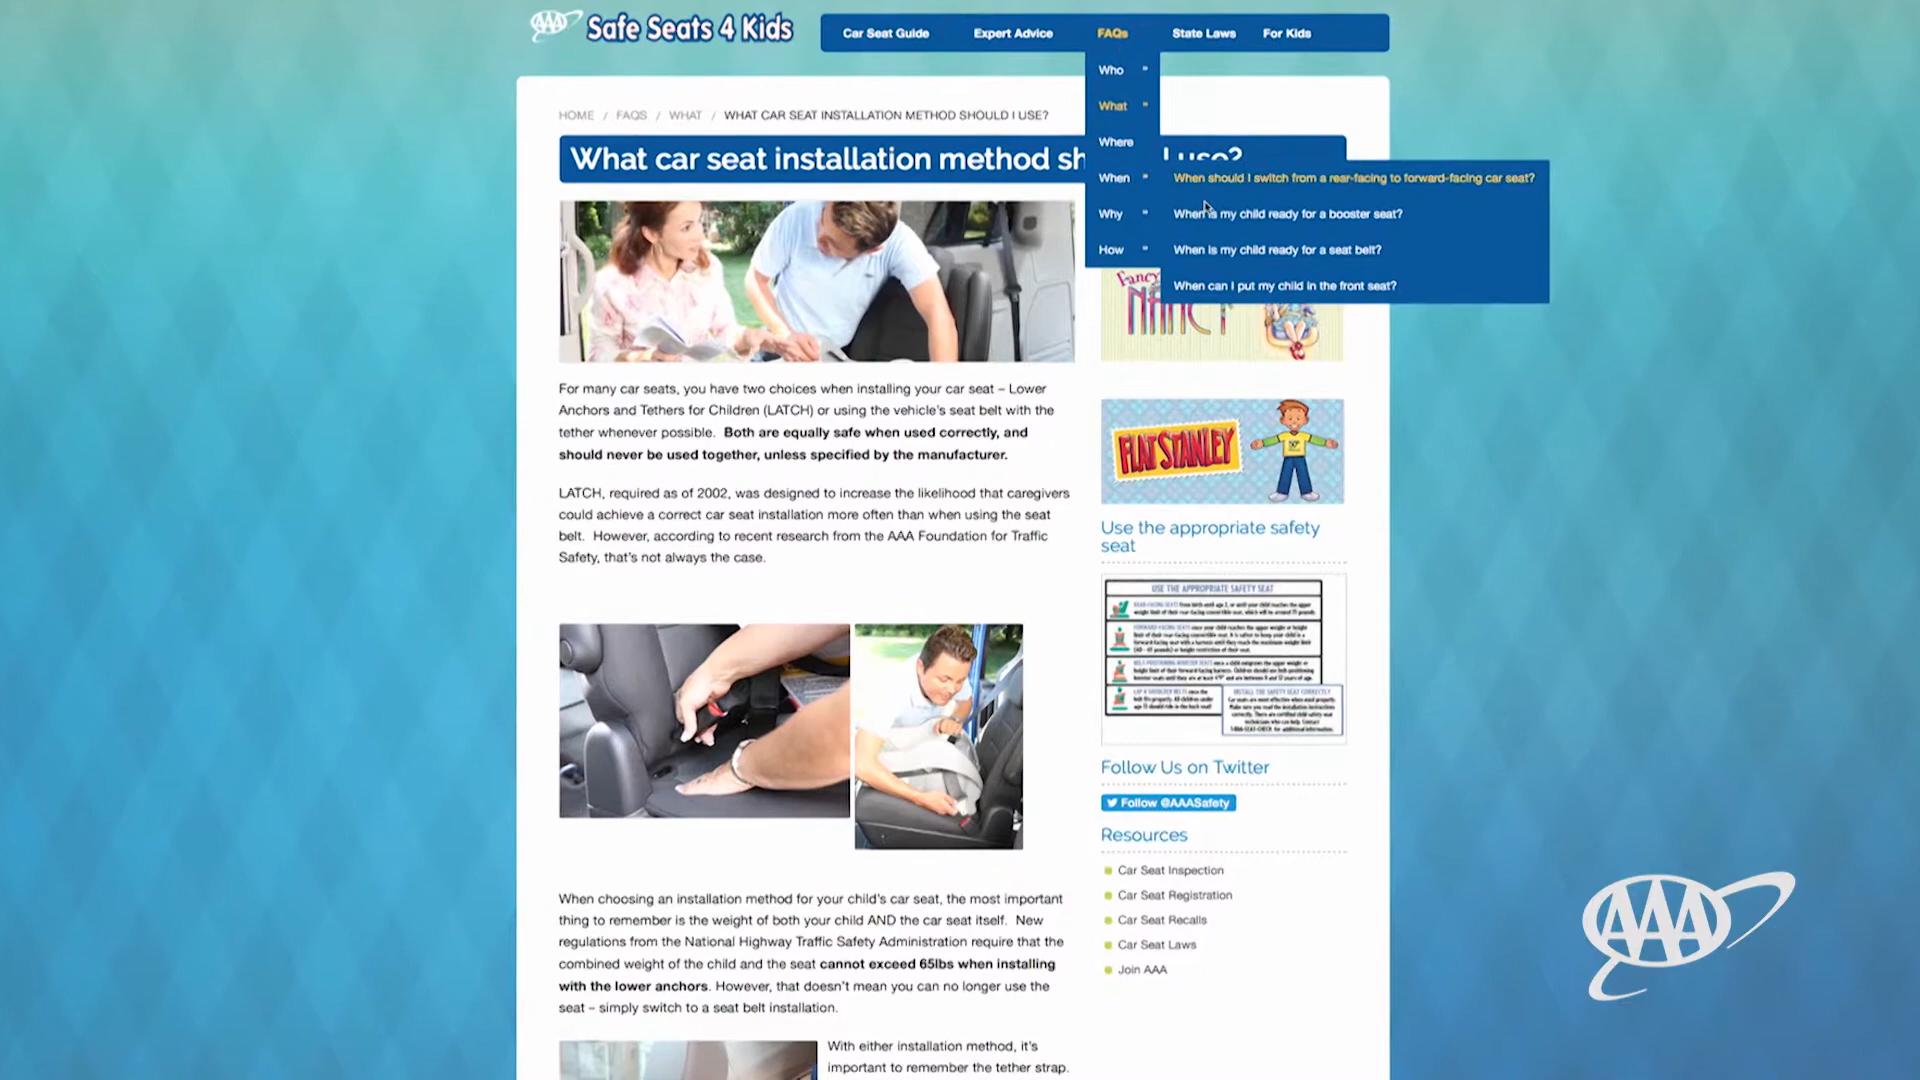 AAA Safe Seats 4 Kids
Car Seat Guide Expert Advice FAQs State Laws For Kids
Who »
What »
Where
When »
Why »
How »
When should I switch from a rear-facing to forward-facing car seat?
When is my child ready for a booster seat?
When is my child ready for a seat belt?
When can I put my child in the front seat?
HOME / FAQS / WHAT / WHAT CAR SEAT INSTALLATION METHOD SHOULD I USE?
What car seat installation method sh I use?
For many car seats, you have two choices when installing your car seat – Lower
Anchors and Tethers for Children (LATCH) or using the vehicle's seat belt with the
tether whenever possible. Both are equally safe when used correctly, and
should never be used together, unless specified by the manufacturer.
LATCH, required as of 2002, was designed to increase the likelihood that caregivers
could achieve a correct car seat installation more often than when using the seat
belt. However, according to recent research from the AAA Foundation for Traffic
Safety, that's not always the case.
When choosing an installation method for your child's car seat, the most important
thing to remember is the weight of both your child AND the car seat itself. New
regulations from the National Highway Traffic Safety Administration require that the
combined weight of the child and the seat cannot exceed 65lbs when installing
with the lower anchors. However, that doesn't mean you can no longer use the
seat – simply switch to a seat belt installation.
With either installation method, it's
important to remember the tether strap.
Fancy
NANCY
FLAT STANLEY
Use the appropriate safety
seat
USE THE APPROPRIATE SAFETY SEAT
INSTALL THE SAFETY SEAT CORRECTLY
Follow Us on Twitter
Follow @AAASafety
Resources
Car Seat Inspection
Car Seat Registration
Car Seat Recalls
Car Seat Laws
Join AAA
AAA